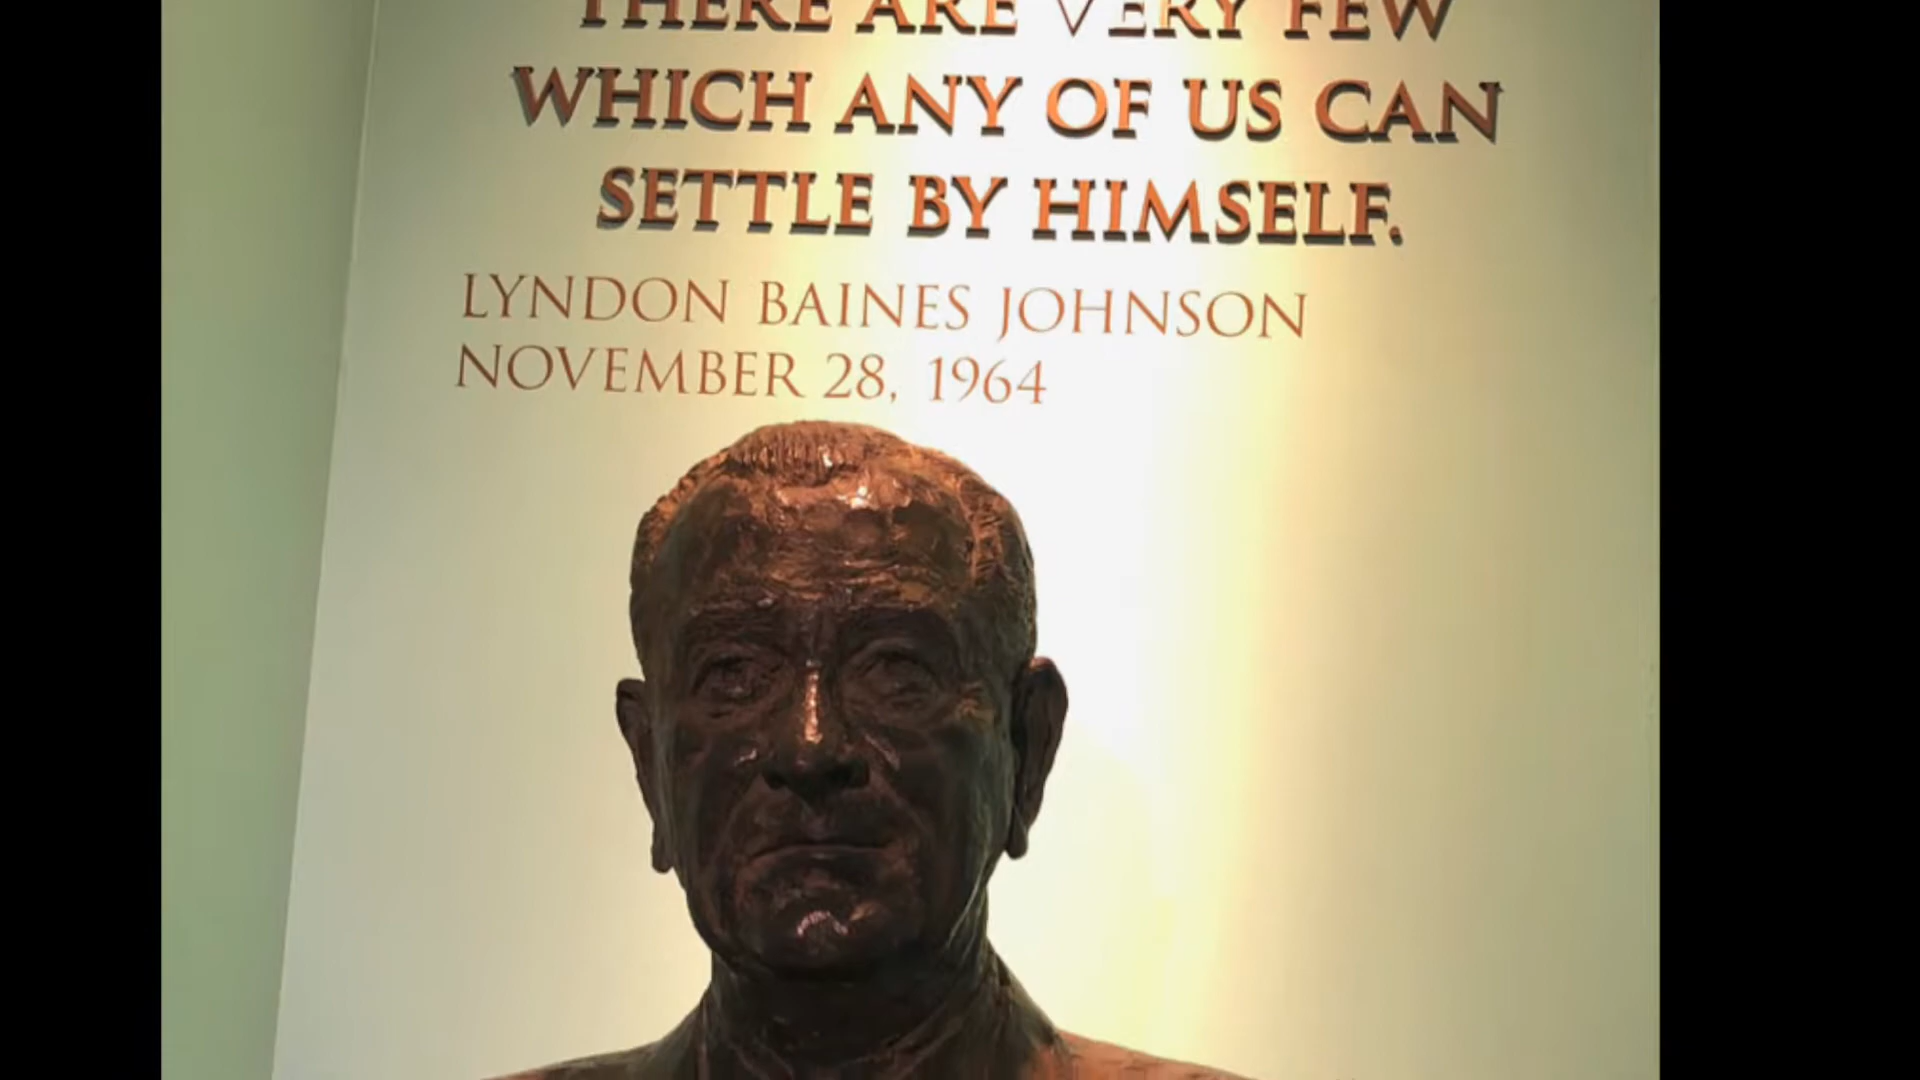 THERE ARE VERY FEW
WHICH ANY OF US CAN
SETTLE BY HIMSELF.
LYNDON BAINES JOHNSON
NOVEMBER 28, 1964